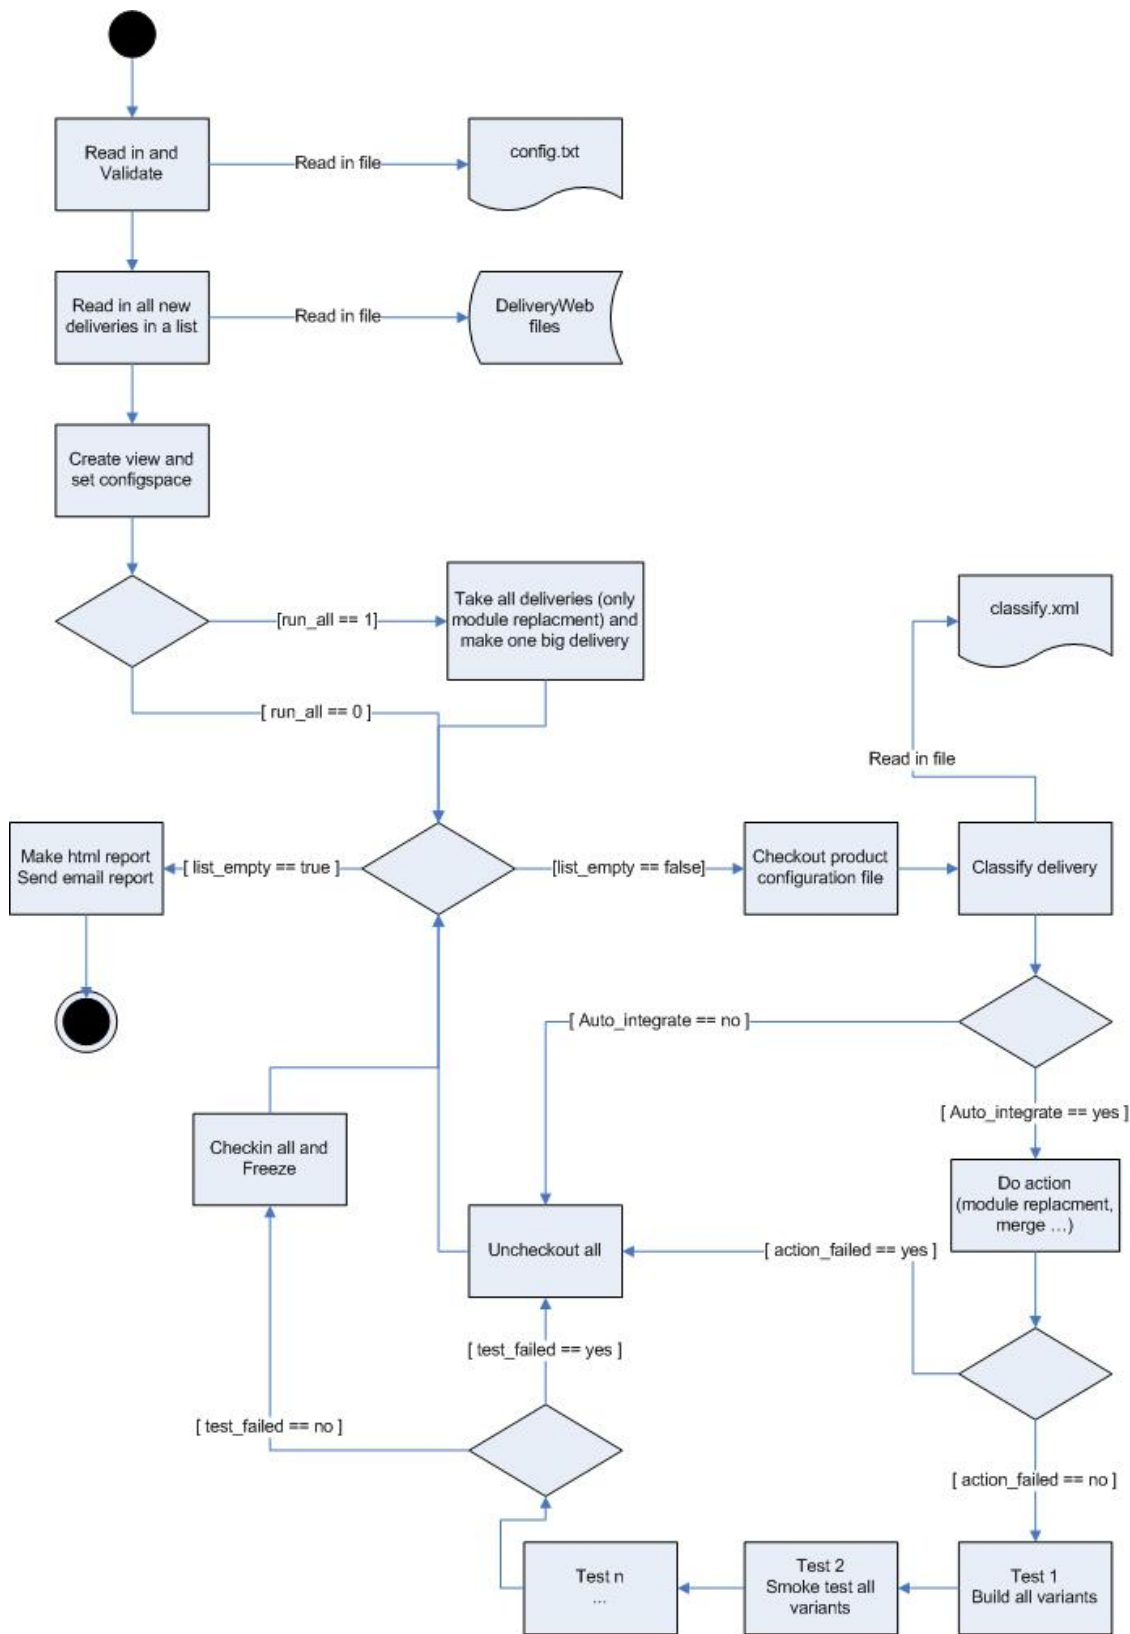 Read in and
Validate
Read in file
config.txt
Read in all new
deliveries in a list
Read in file
DeliveryWeb
files
Create view and
set configspace
[run_all == 1]
Take all deliveries (only
module replacment) and
make one big delivery
classify.xml
[ run_all == 0 ]
Read in file
Make html report
Send email report
[ list_empty == true ]
[list_empty == false]
Checkout product
configuration file
Classify delivery
[ Auto_integrate == no ]
[ Auto_integrate == yes ]
Checkin all and
Freeze
Do action
(module replacment,
merge ...)
Uncheckout all
[ action_failed == yes ]
[ test_failed == yes ]
[ test_failed == no ]
[ action_failed == no ]
Test n
...
Test 2
Smoke test all
variants
Test 1
Build all variants